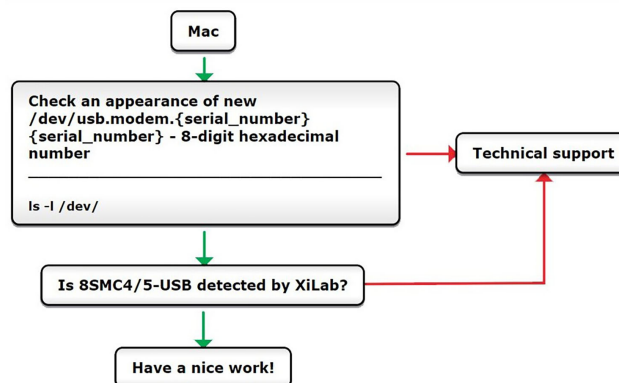 Mac
Check an appearance of new
/dev/usb.modem.{serial_number}
{serial_number} - 8-digit hexadecimal
number
ls -l /dev/
Technical support
Is 8SMC4/5-USB detected by XiLab?
Have a nice work!